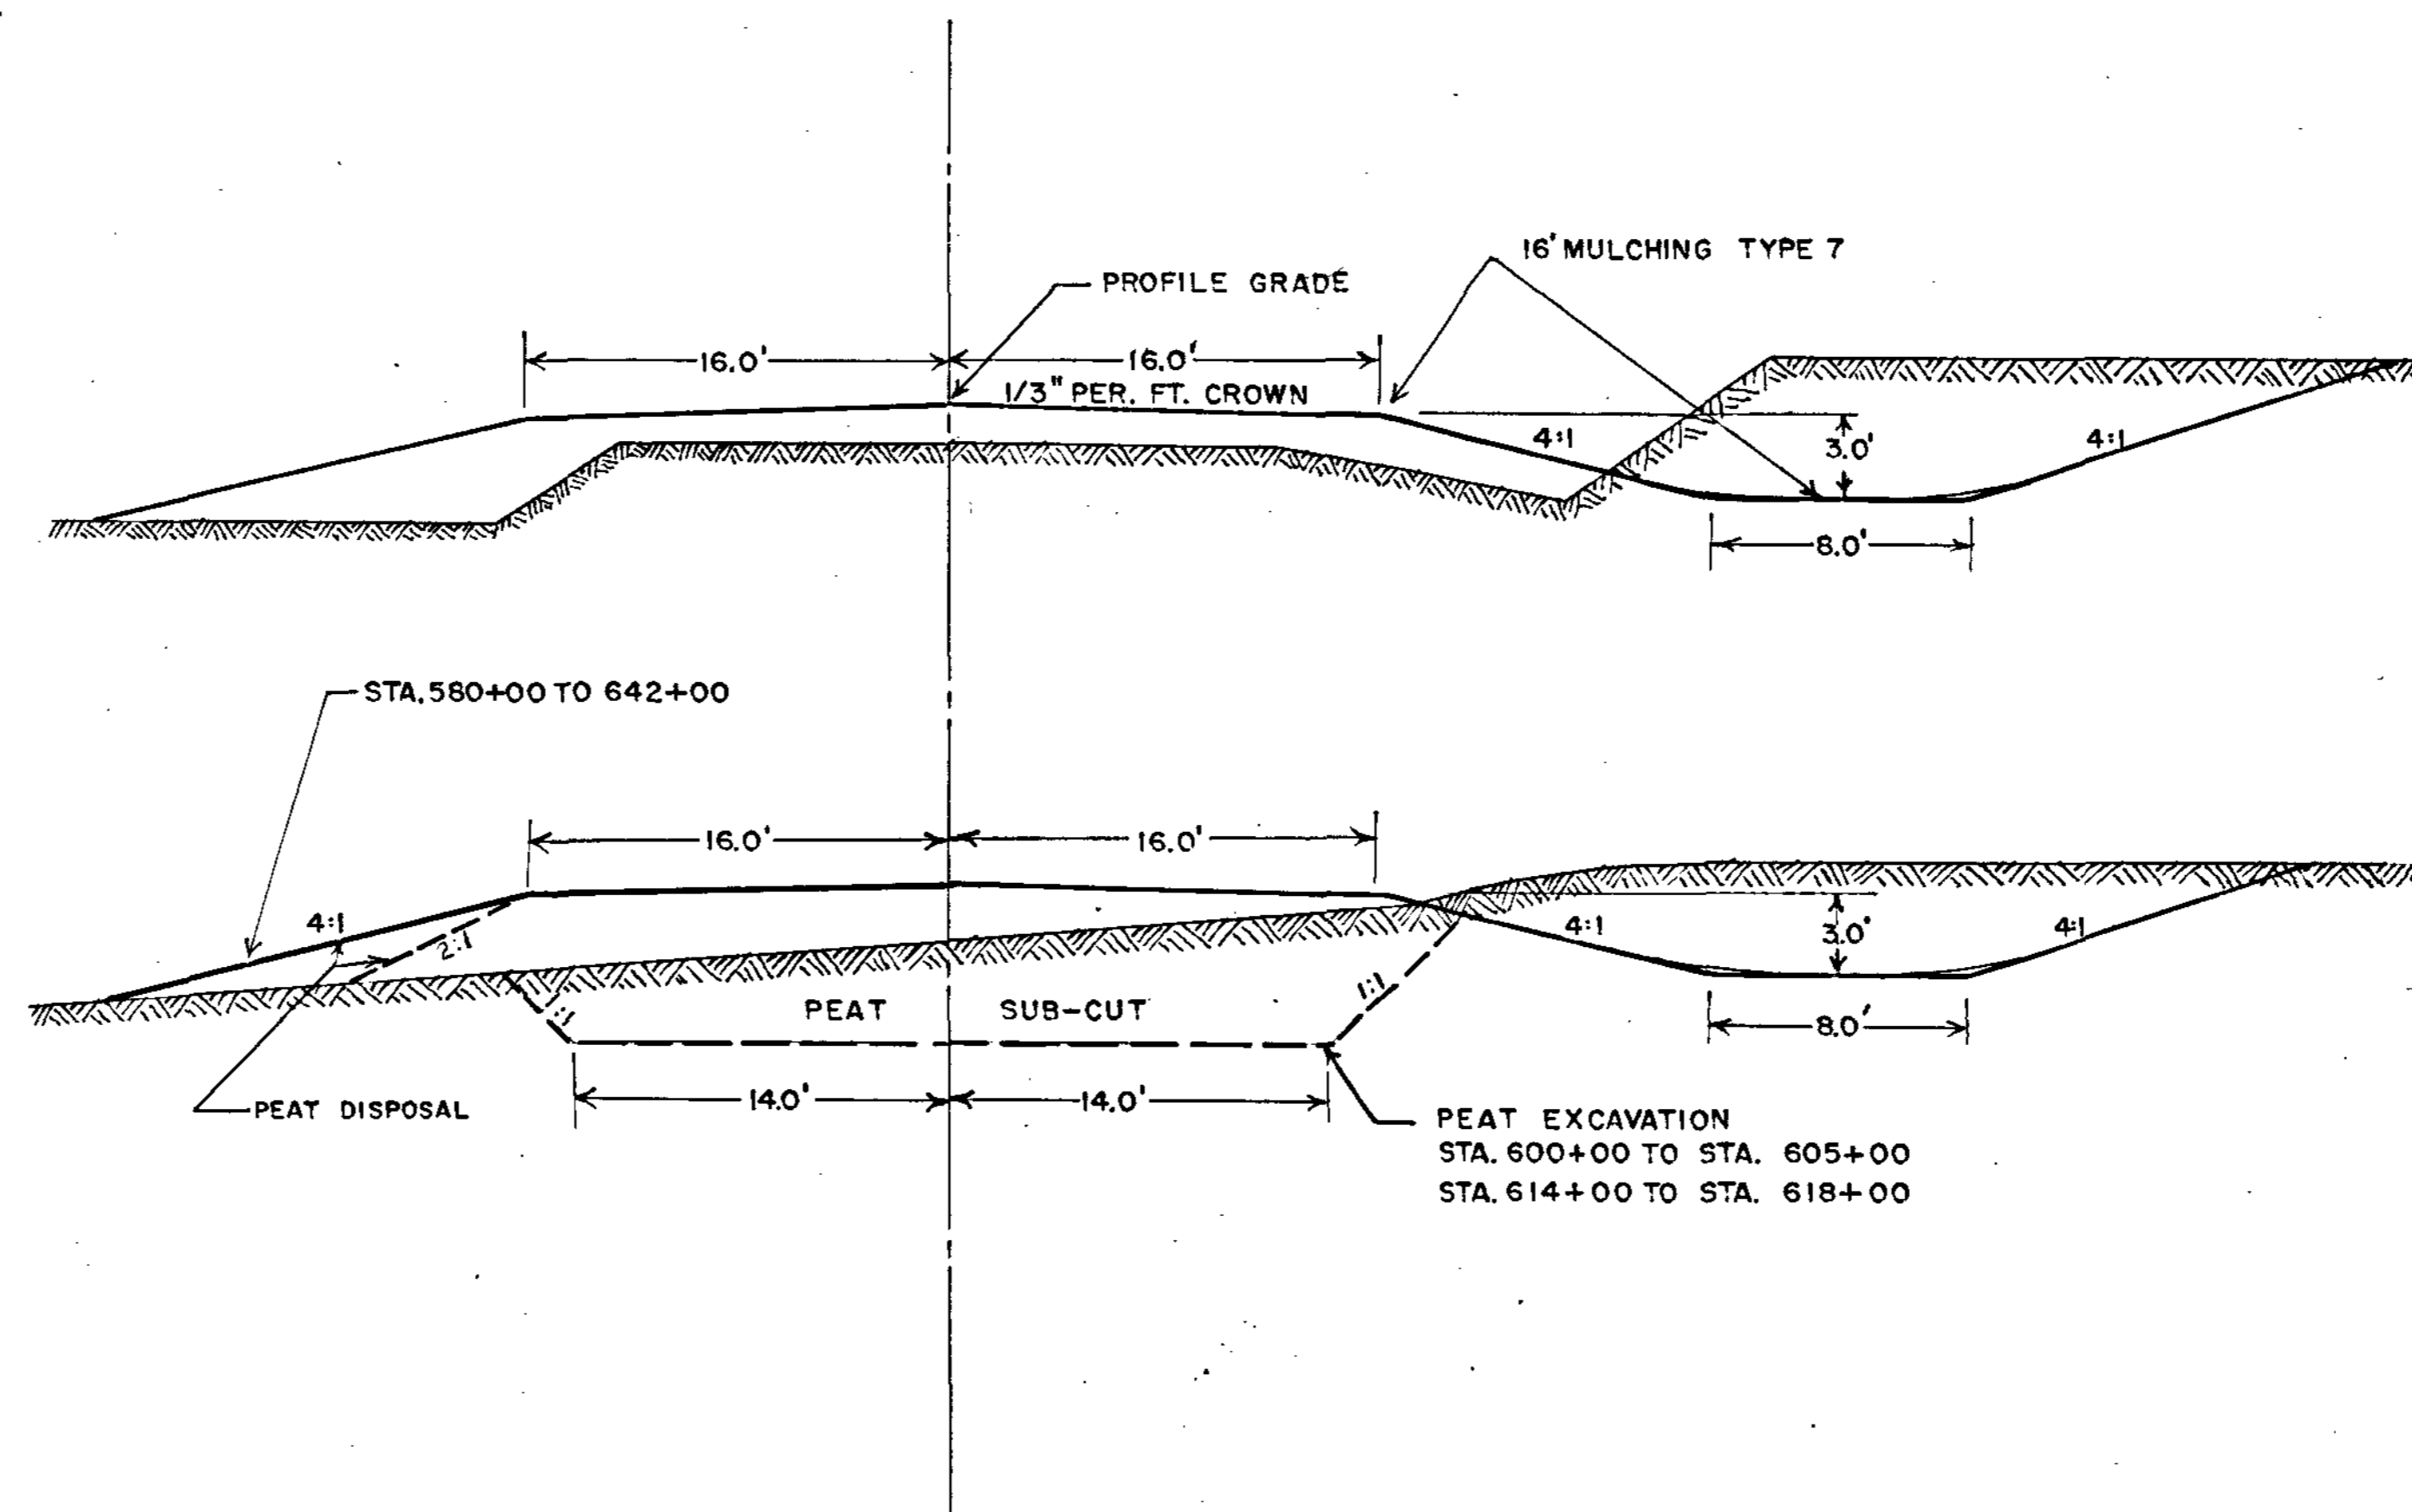 16' MULCHING TYPE 7
PROFILE GRADE
16.0' 16.0'
1/3" PER. FT. CROWN
4:1 3.0' 4:1
8.0'
STA. 580+00 TO 642+00
16.0' 16.0'
4:1 2:1 4:1 3.0' 4:1
1:1 PEAT SUB-CUT 1:1
8.0'
14.0' 14.0'
PEAT DISPOSAL
PEAT EXCAVATION
STA. 600+00 TO STA. 605+00
STA. 614+00 TO STA. 618+00